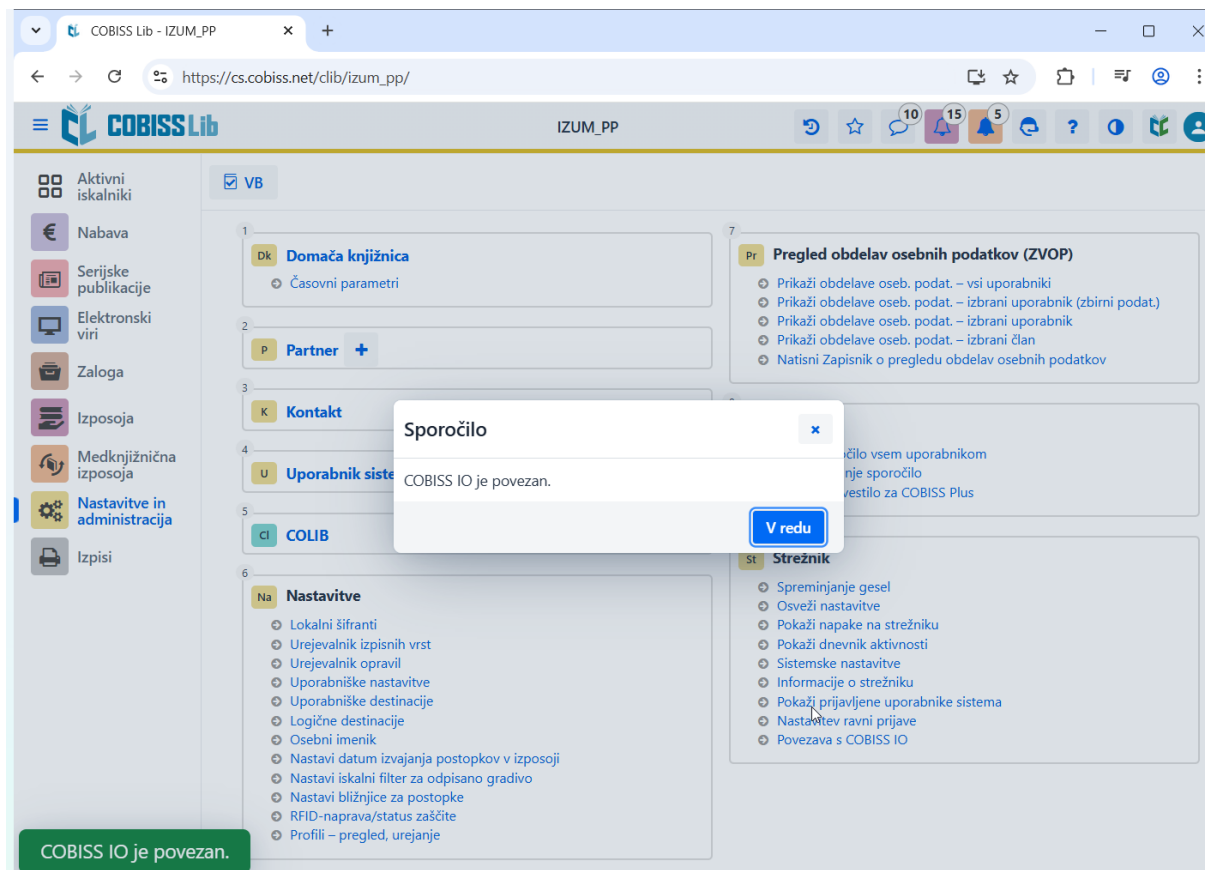 COBISS Lib - IZUM_PP
https://cs.cobiss.net/clib/izum_pp/
COBISS Lib
IZUM_PP
10
15
5
?
Aktivni
iskalniki
€ Nabava
Serijske
publikacije
Elektronski
viri
Zaloga
Izposoja
Medknjižnična
izposoja
Nastavitve in
administracija
Izpisi
VB
1
Dk Domača knjižnica
Časovni parametri
2
P Partner
3
K Kontakt
4
U Uporabnik siste
5
Cl COLIB
6
Na Nastavitve
Lokalni šifranti
Urejevalnik izpisnih vrst
Urejevalnik opravil
Uporabniške nastavitve
Uporabniške destinacije
Logične destinacije
Osebni imenik
Nastavi datum izvajanja postopkov v izposoji
Nastavi iskalni filter za odpisano gradivo
Nastavi bližnjice za postopke
RFID-naprava/status zaščite
Profili – pregled, urejanje
7
Pr Pregled obdelav osebnih podatkov (ZVOP)
Prikaži obdelave oseb. podat. – vsi uporabniki
Prikaži obdelave oseb. podat. – izbrani uporabnik (zbirni podat.)
Prikaži obdelave oseb. podat. – izbrani uporabnik
Prikaži obdelave oseb. podat. – izbrani član
Natisni Zapisnik o pregledu obdelav osebnih podatkov
očilo vsem uporabnikom
nje sporočilo
vestilo za COBISS Plus
St Strežnik
Spreminjanje gesel
Osveži nastavitve
Pokaži napake na strežniku
Pokaži dnevnik aktivnosti
Sistemske nastavitve
Informacije o strežniku
Pokaži prijavljene uporabnike sistema
Nastavitev ravni prijave
Povezava s COBISS IO
Sporočilo
COBISS IO je povezan.
V redu
COBISS IO je povezan.